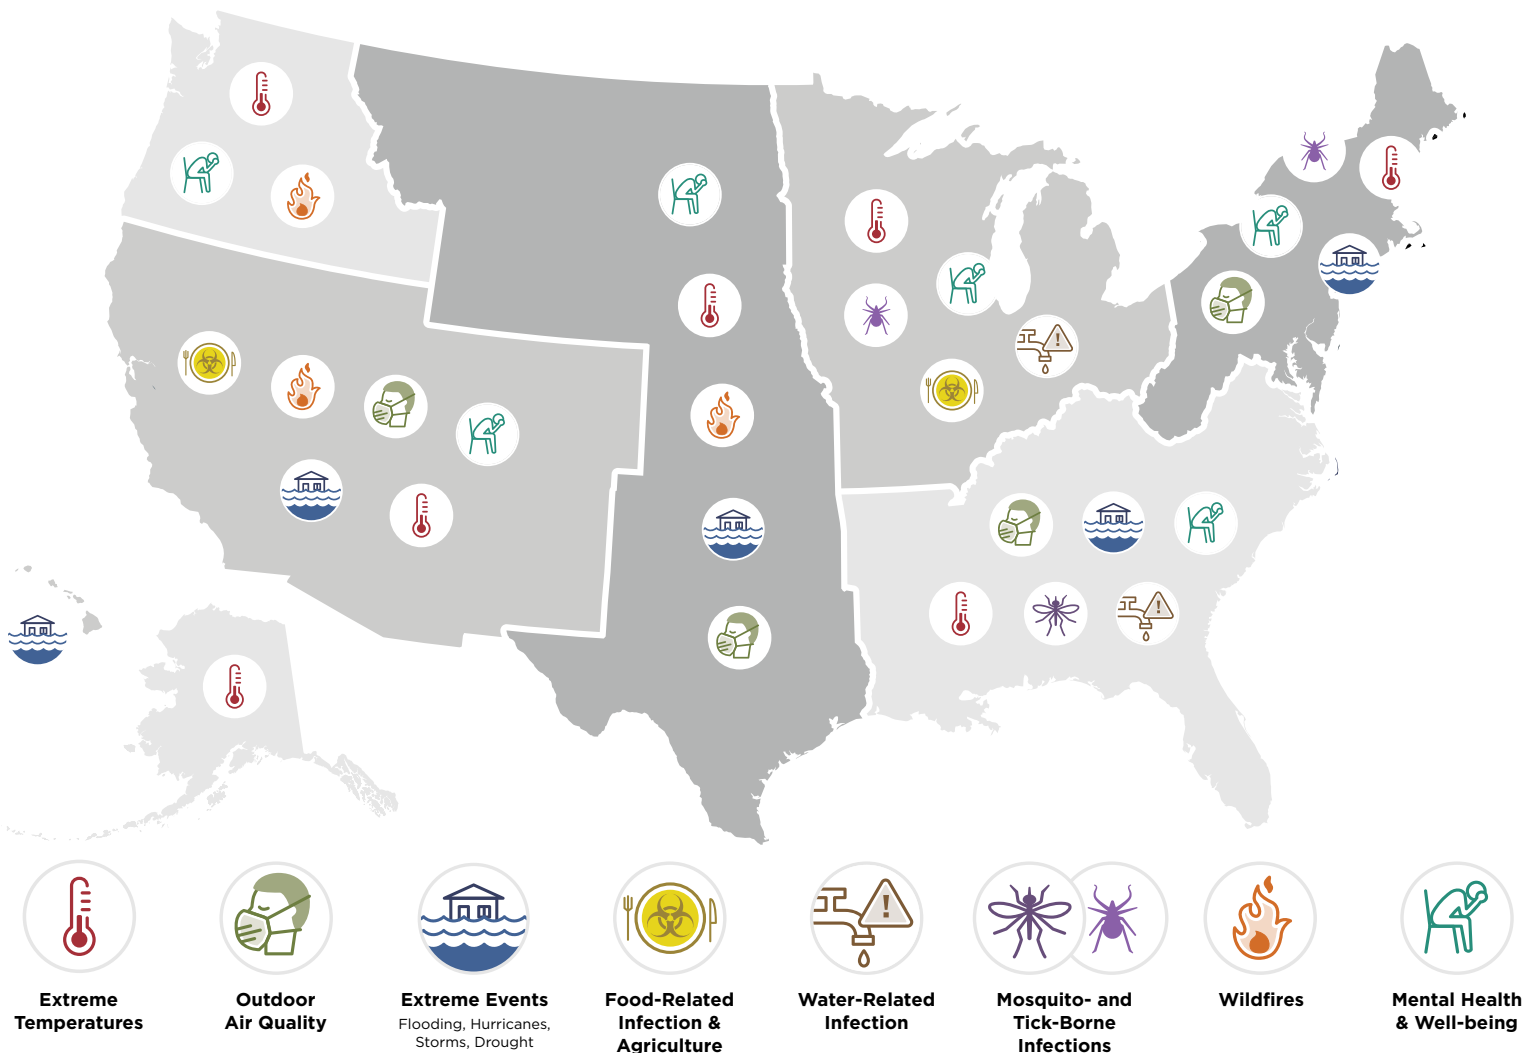 Extreme
Temperatures
Outdoor
Air Quality
Extreme Events
Flooding, Hurricanes,
Storms, Drought
Food-Related
Infection &
Agriculture
Water-Related
Infection
Mosquito- and
Tick-Borne
Infections
Wildfires
Mental Health
& Well-being